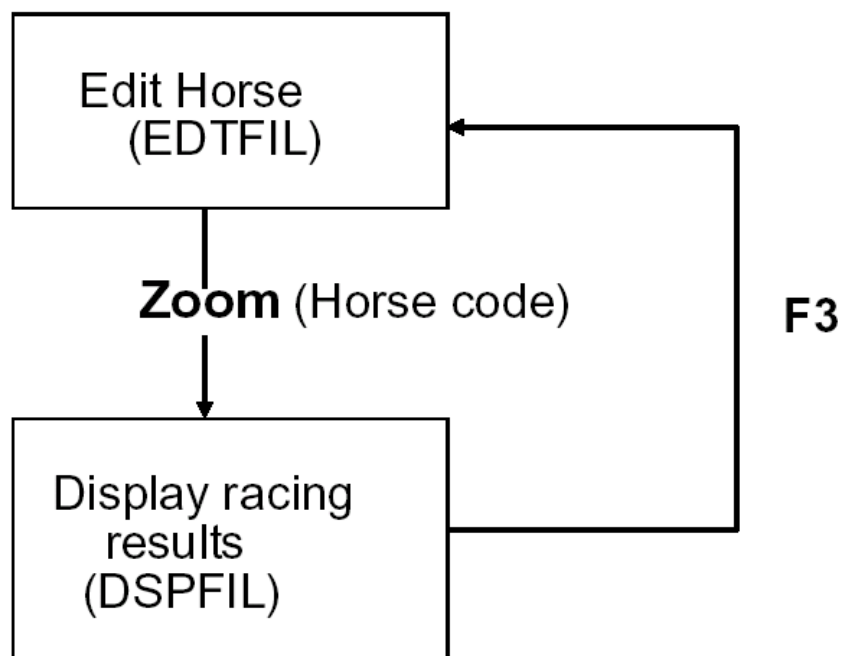 Edit Horse
(EDTFIL)
Zoom (Horse code)
F3
Display racing
results
(DSPFIL)